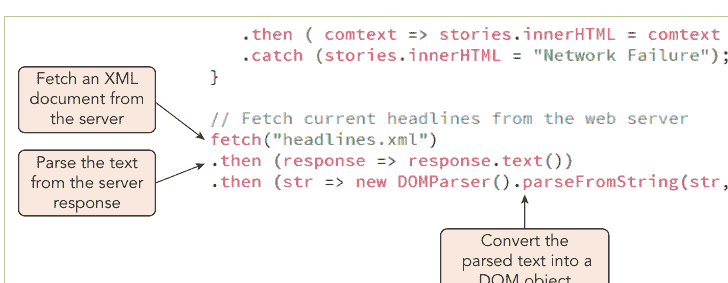 .then ( comtext => stories.innerHTML = comtext
.catch (stories.innerHTML = "Network Failure");
}
Fetch an XML
document from
the server
// Fetch current headlines from the web server
fetch("headlines.xml")
.then (response => response.text())
.then (str => new DOMParser().parseFromString(str,
Parse the text
from the server
response
Convert the
parsed text into a
DOM object